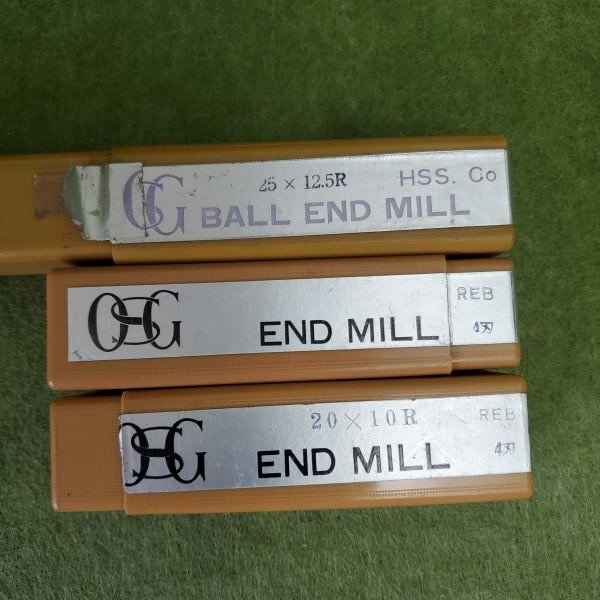 OSG
25 × 12.5R HSS. Co
BALL END MILL
OSG
END MILL
REB
4刃
OSG
20×10R REB
END MILL
4刃